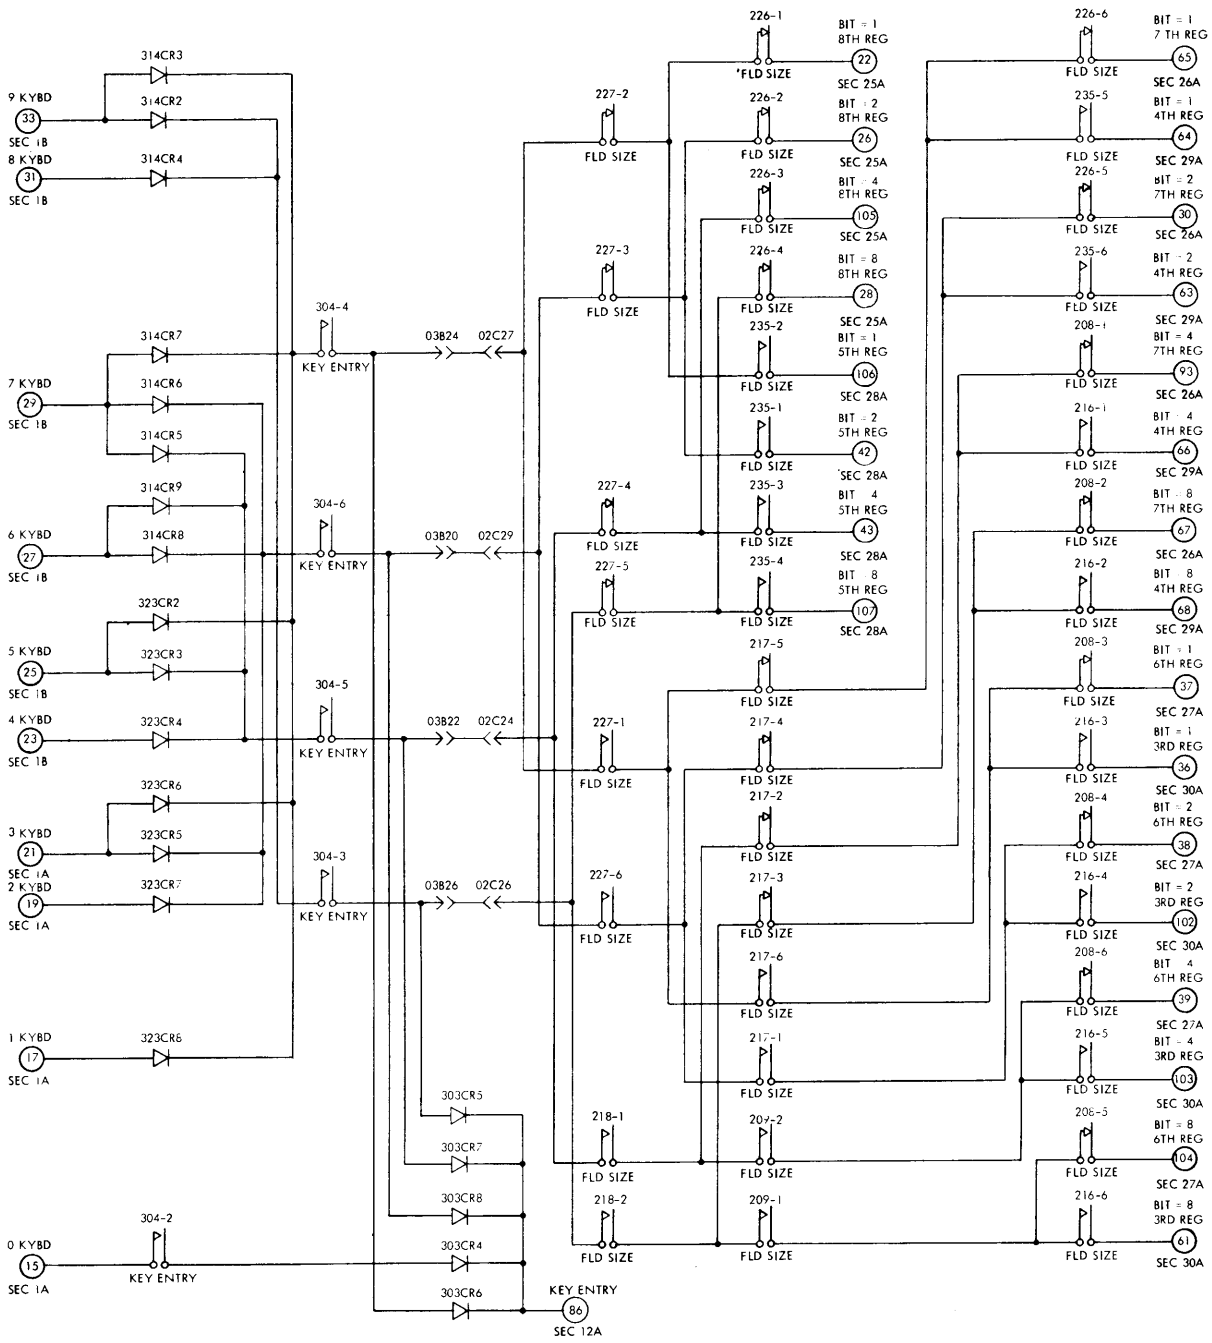 314CR3
9 KYBD
33
SEC 1B
314CR2
8 KYBD
31
SEC 1B
314CR4
314CR7
7 KYBD
29
SEC 1B
314CR6
314CR5
314CR9
6 KYBD
27
SEC 1B
314CR8
323CR2
5 KYBD
25
SEC 1B
323CR3
4 KYBD
23
SEC 1B
323CR4
323CR6
3 KYBD
21
SEC 1A
323CR5
2 KYBD
19
SEC 1A
323CR7
1 KYBD
17
SEC 1A
323CR8
0 KYBD
15
SEC 1A
304-2
KEY ENTRY
304-4
KEY ENTRY
304-6
KEY ENTRY
304-5
KEY ENTRY
304-3
KEY ENTRY
03B24
02C27
03B20
02C29
03B22
02C24
03B26
02C26
303CR5
303CR7
303CR8
303CR4
303CR6
KEY ENTRY
86
SEC 12A
227-2
FLD SIZE
227-3
FLD SIZE
227-4
FLD SIZE
227-5
FLD SIZE
227-1
FLD SIZE
227-6
FLD SIZE
218-1
FLD SIZE
218-2
FLD SIZE
226-1
FLD SIZE
BIT = 1
8TH REG
22
SEC 25A
226-2
FLD SIZE
BIT = 2
8TH REG
26
SEC 25A
226-3
FLD SIZE
BIT = 4
8TH REG
105
SEC 25A
226-4
FLD SIZE
BIT = 8
8TH REG
28
SEC 25A
235-2
FLD SIZE
BIT = 1
5TH REG
106
SEC 28A
235-1
FLD SIZE
BIT = 2
5TH REG
42
SEC 28A
235-3
FLD SIZE
BIT 4
5TH REG
43
SEC 28A
235-4
FLD SIZE
BIT 8
5TH REG
107
SEC 28A
217-5
FLD SIZE
217-4
FLD SIZE
217-2
FLD SIZE
217-3
FLD SIZE
217-6
FLD SIZE
217-1
FLD SIZE
209-2
FLD SIZE
209-1
FLD SIZE
226-6
FLD SIZE
BIT = 1
7 TH REG
65
SEC 26A
235-5
FLD SIZE
BIT = 1
4TH REG
64
SEC 29A
226-5
FLD SIZE
BIT = 2
7TH REG
30
SEC 26A
235-6
FLD SIZE
BIT - 2
4TH REG
63
SEC 29A
208-1
FLD SIZE
BIT = 4
7TH REG
93
SEC 26A
216-1
FLD SIZE
BIT - 4
4TH REG
66
SEC 29A
208-2
FLD SIZE
BIT = 8
7TH REG
67
SEC 26A
216-2
FLD SIZE
BIT - 8
4TH REG
68
SEC 29A
208-3
FLD SIZE
BIT = 1
6TH REG
37
SEC 27A
216-3
FLD SIZE
BIT = 1
3RD REG
36
SEC 30A
208-4
FLD SIZE
BIT = 2
6TH REG
38
SEC 27A
216-4
FLD SIZE
BIT = 2
3RD REG
102
SEC 30A
208-6
FLD SIZE
BIT 4
6TH REG
39
SEC 27A
216-5
FLD SIZE
BIT = 4
3RD REG
103
SEC 30A
208-5
FLD SIZE
BIT = 8
6TH REG
104
SEC 27A
216-6
FLD SIZE
BIT = 8
3RD REG
61
SEC 30A